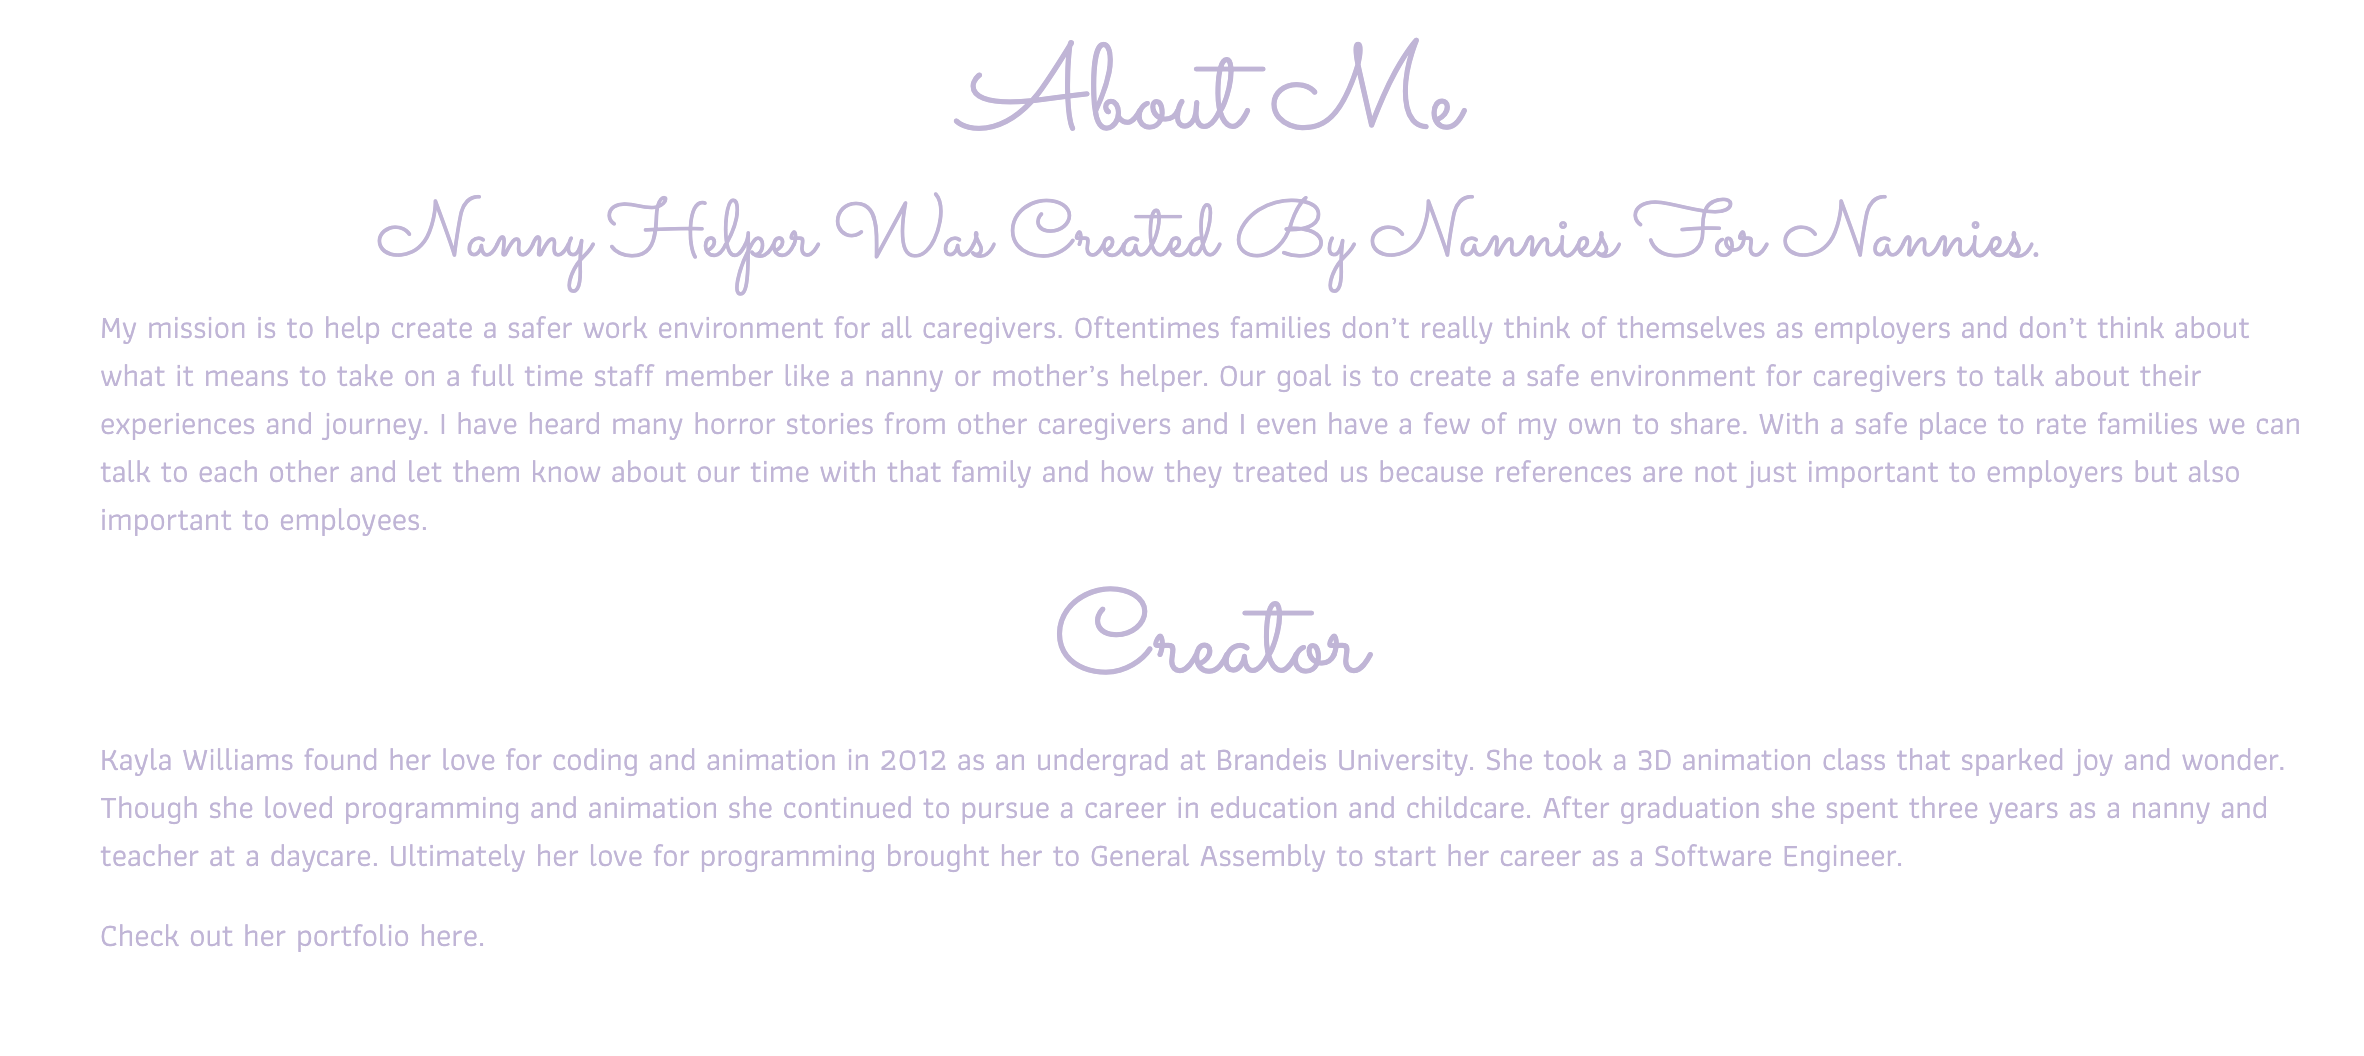 About Me
Nanny Helper Was Created By Nannies For Nannies.
My mission is to help create a safer work environment for all caregivers. Oftentimes families don’t really think of themselves as employers and don’t think about
what it means to take on a full time staff member like a nanny or mother’s helper. Our goal is to create a safe environment for caregivers to talk about their
experiences and journey. I have heard many horror stories from other caregivers and I even have a few of my own to share. With a safe place to rate families we can
talk to each other and let them know about our time with that family and how they treated us because references are not just important to employers but also
important to employees.
Creator
Kayla Williams found her love for coding and animation in 2012 as an undergrad at Brandeis University. She took a 3D animation class that sparked joy and wonder.
Though she loved programming and animation she continued to pursue a career in education and childcare. After graduation she spent three years as a nanny and
teacher at a daycare. Ultimately her love for programming brought her to General Assembly to start her career as a Software Engineer.
Check out her portfolio here.